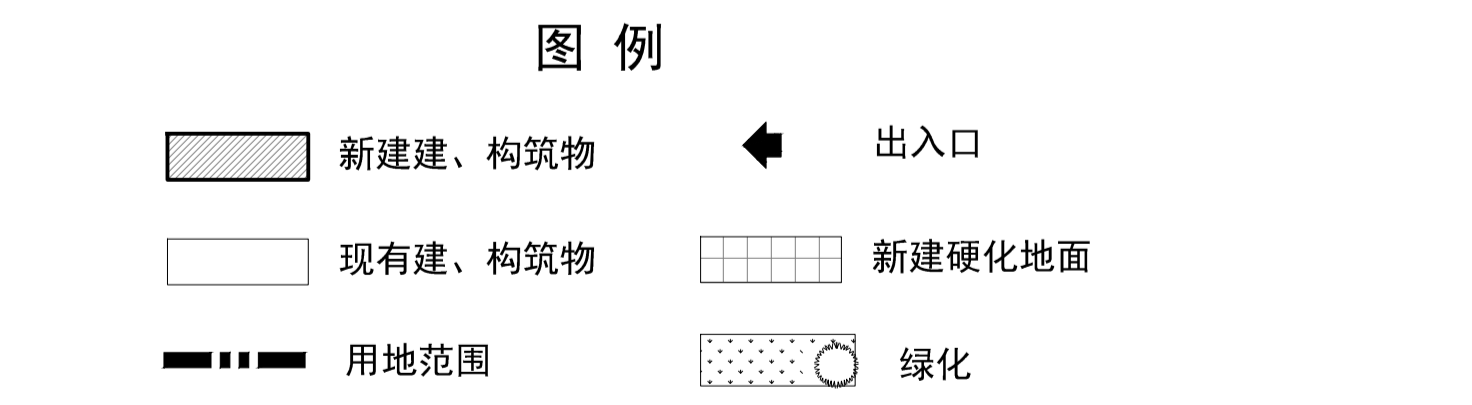 图 例
新建建、构筑物
出入口
现有建、构筑物
新建硬化地面
用地范围
绿化